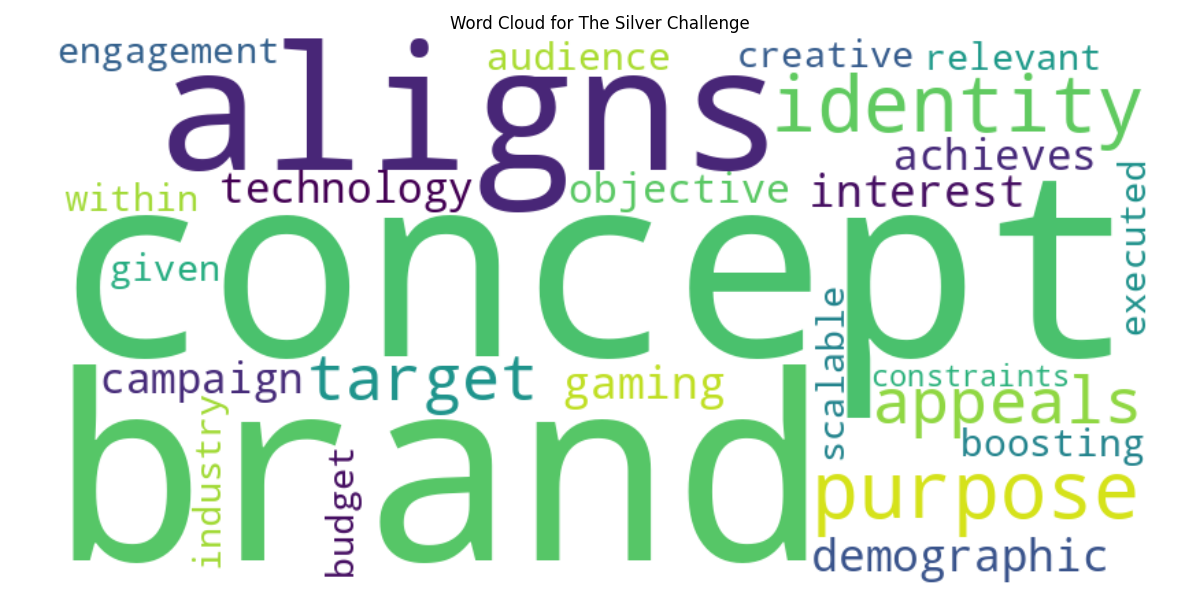 Word Cloud for The Silver Challenge
engagement
aligns
audience
creative
relevant
identity
achieves
within
technology
objective
interest
executed
concept
given
scalable
campaign
target
gaming
constraints
appeals
brand
industry
budget
boosting
purpose
demographic